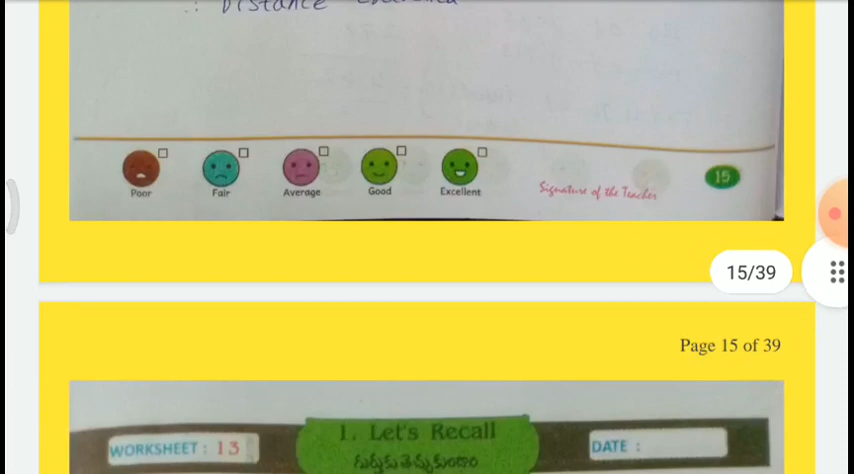 ∴ Distance
Poor Fair Average Good Excellent Signature of the Teacher 15
15/39
Page 15 of 39
WORKSHEET : 13 1. Let's Recall DATE :
గుర్తుకు తెచ్చుకుందాం